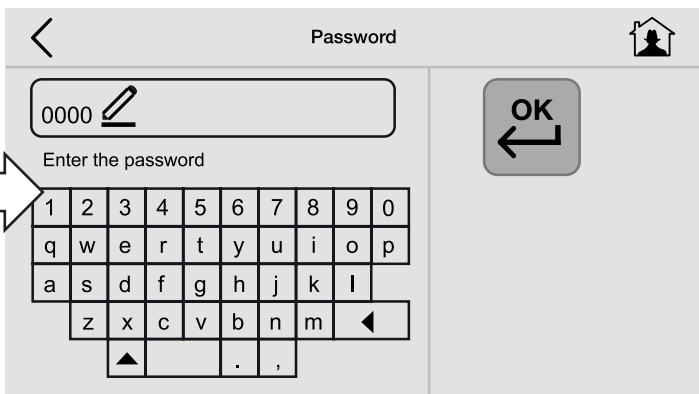 Password
0000
OK
Enter the password
1 2 3 4 5 6 7 8 9 0
q w e r t y u i o p
a s d f g h j k l
z x c v b n m
. ,